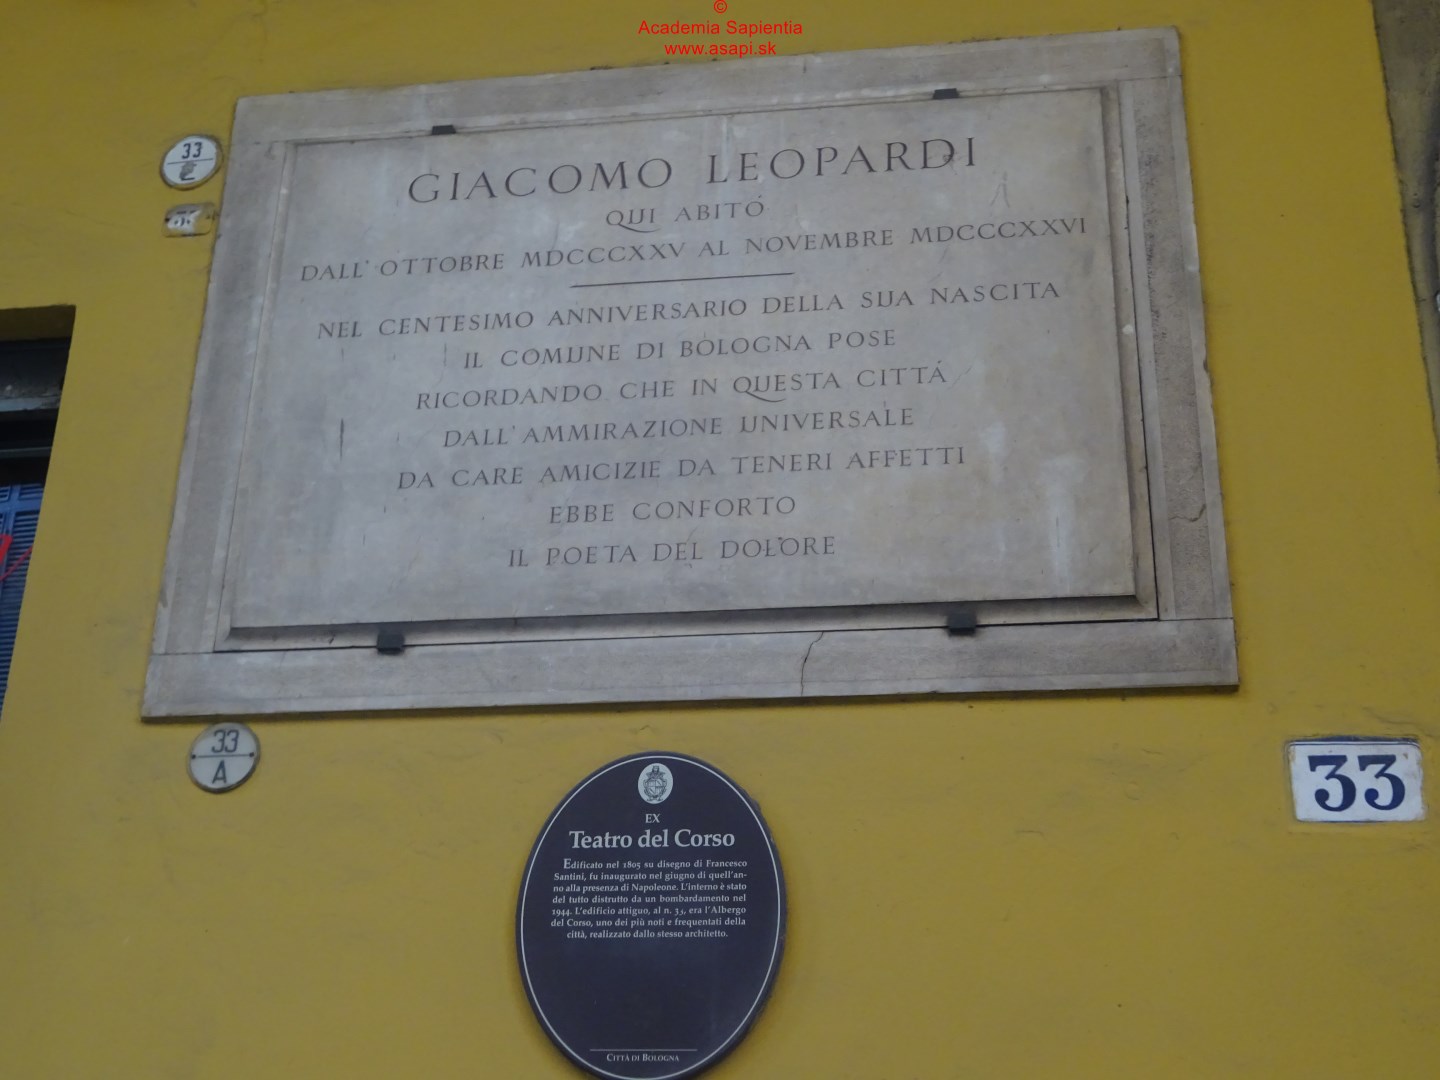 ©
Academia Sapientia
www.asapi.sk
33
E
GIACOMO LEOPARDI
QUI ABITÓ
DALL' OTTOBRE MDCCCXXV AL NOVEMBRE MDCCCXXVI
NEL CENTESIMO ANNIVERSARIO DELLA SUA NASCITA
IL COMUNE DI BOLOGNA POSE
RICORDANDO CHE IN QUESTA CITTÁ
DALL' AMMIRAZIONE UNIVERSALE
DA CARE AMICIZIE DA TENERI AFFETTI
EBBE CONFORTO
IL POETA DEL DOLORE
33
A
33
EX
Teatro del Corso
Edificato nel 1805 su disegno di Francesco
Santini, fu inaugurato nel giugno di quell'an-
no alla presenza di Napoleone. L'interno è stato
del tutto distrutto da un bombardamento nel
1944. L'edificio attiguo, al n. 33, era l'Albergo
del Corso, uno dei più noti e frequentati della
città, realizzato dallo stesso architetto.
CITTÀ DI BOLOGNA